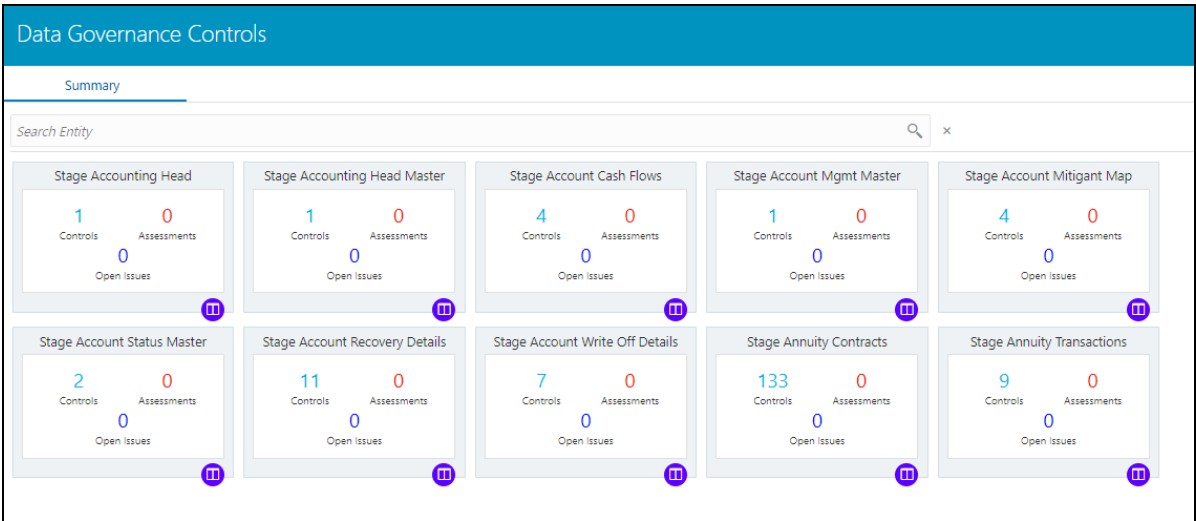 Data Governance Controls
Summary
Search Entity
Stage Accounting Head
1 0
Controls Assessments
0
Open Issues
Stage Accounting Head Master
1 0
Controls Assessments
0
Open Issues
Stage Account Cash Flows
4 0
Controls Assessments
0
Open Issues
Stage Account Mgmt Master
1 0
Controls Assessments
0
Open Issues
Stage Account Mitigant Map
4 0
Controls Assessments
0
Open Issues
Stage Account Status Master
2 0
Controls Assessments
0
Open Issues
Stage Account Recovery Details
11 0
Controls Assessments
0
Open Issues
Stage Account Write Off Details
7 0
Controls Assessments
0
Open Issues
Stage Annuity Contracts
133 0
Controls Assessments
0
Open Issues
Stage Annuity Transactions
9 0
Controls Assessments
0
Open Issues